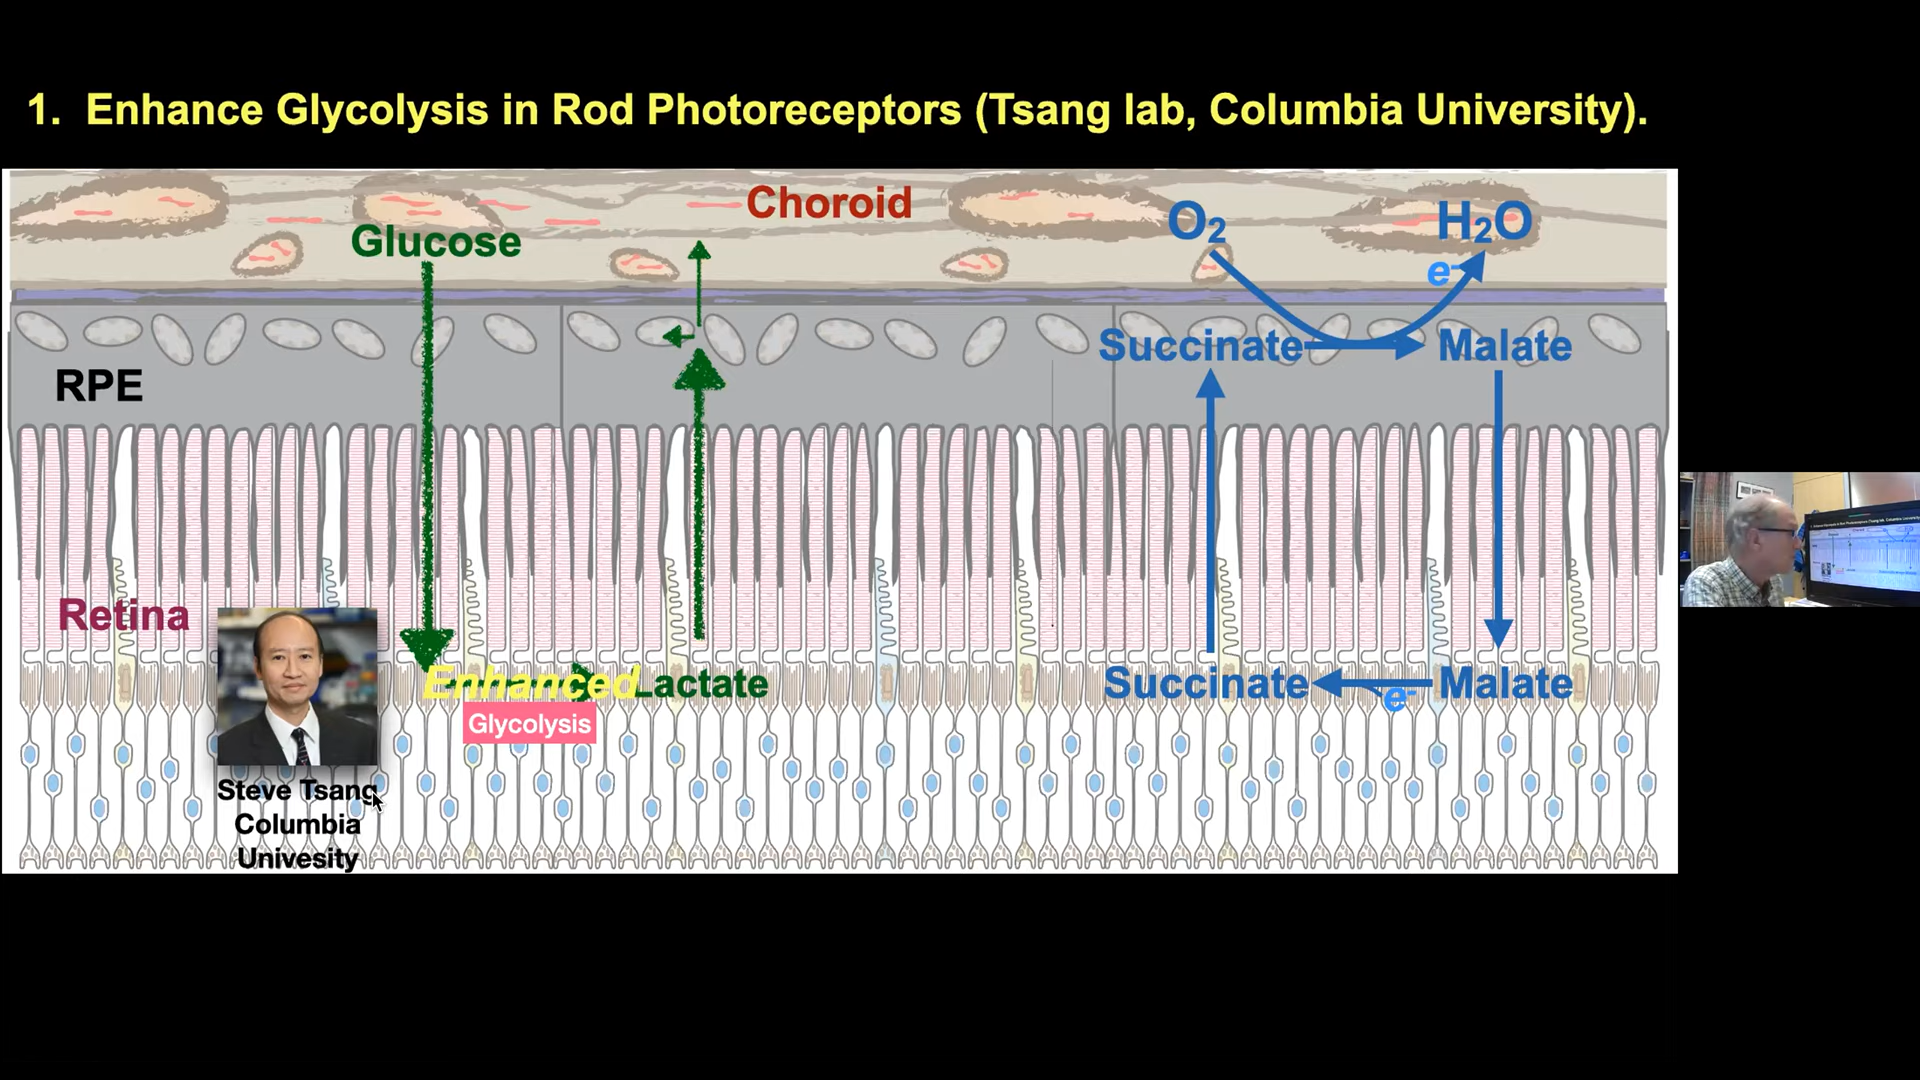 1. Enhance Glycolysis in Rod Photoreceptors (Tsang lab, Columbia University).
Choroid
Glucose
O2
H2O
e-
Succinate
Malate
RPE
Retina
Enhanced
Lactate
Succinate
e-
Malate
Glycolysis
Steve Tsang
Columbia
Univesity